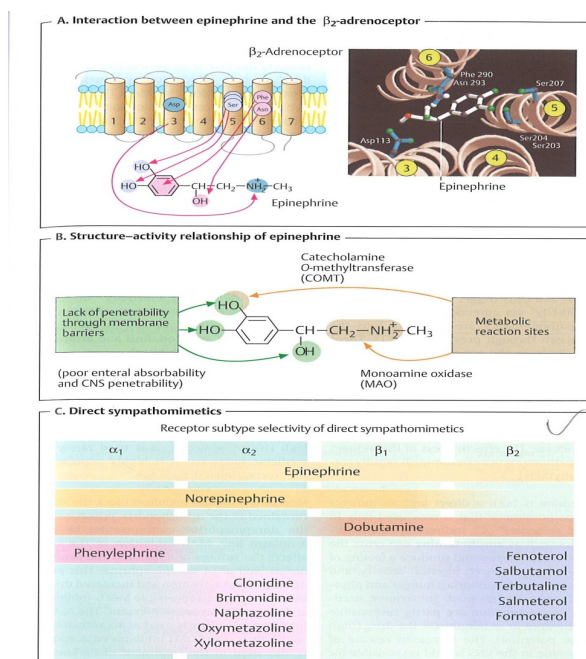 A. Interaction between epinephrine and the β2-adrenoceptor
β2-Adrenoceptor
Asp
Ser
Phe
Asn
1 2 3 4 5 6 7
HO
HO
CH—CH2—NH2+—CH3
OH
Epinephrine
6
Phe 290
Asn 293
Ser207
5
Asp113
Ser204
Ser203
3
4
Epinephrine
B. Structure–activity relationship of epinephrine
Catecholamine
O-methyltransferase
(COMT)
Lack of penetrability
through membrane
barriers
HO
HO
CH—CH2—NH2+—CH3
OH
Metabolic
reaction sites
(poor enteral absorbability
and CNS penetrability)
Monoamine oxidase
(MAO)
C. Direct sympathomimetics
Receptor subtype selectivity of direct sympathomimetics
α1 α2 β1 β2
Epinephrine
Norepinephrine
Dobutamine
Phenylephrine
Clonidine
Brimonidine
Naphazoline
Oxymetazoline
Xylometazoline
Fenoterol
Salbutamol
Terbutaline
Salmeterol
Formoterol